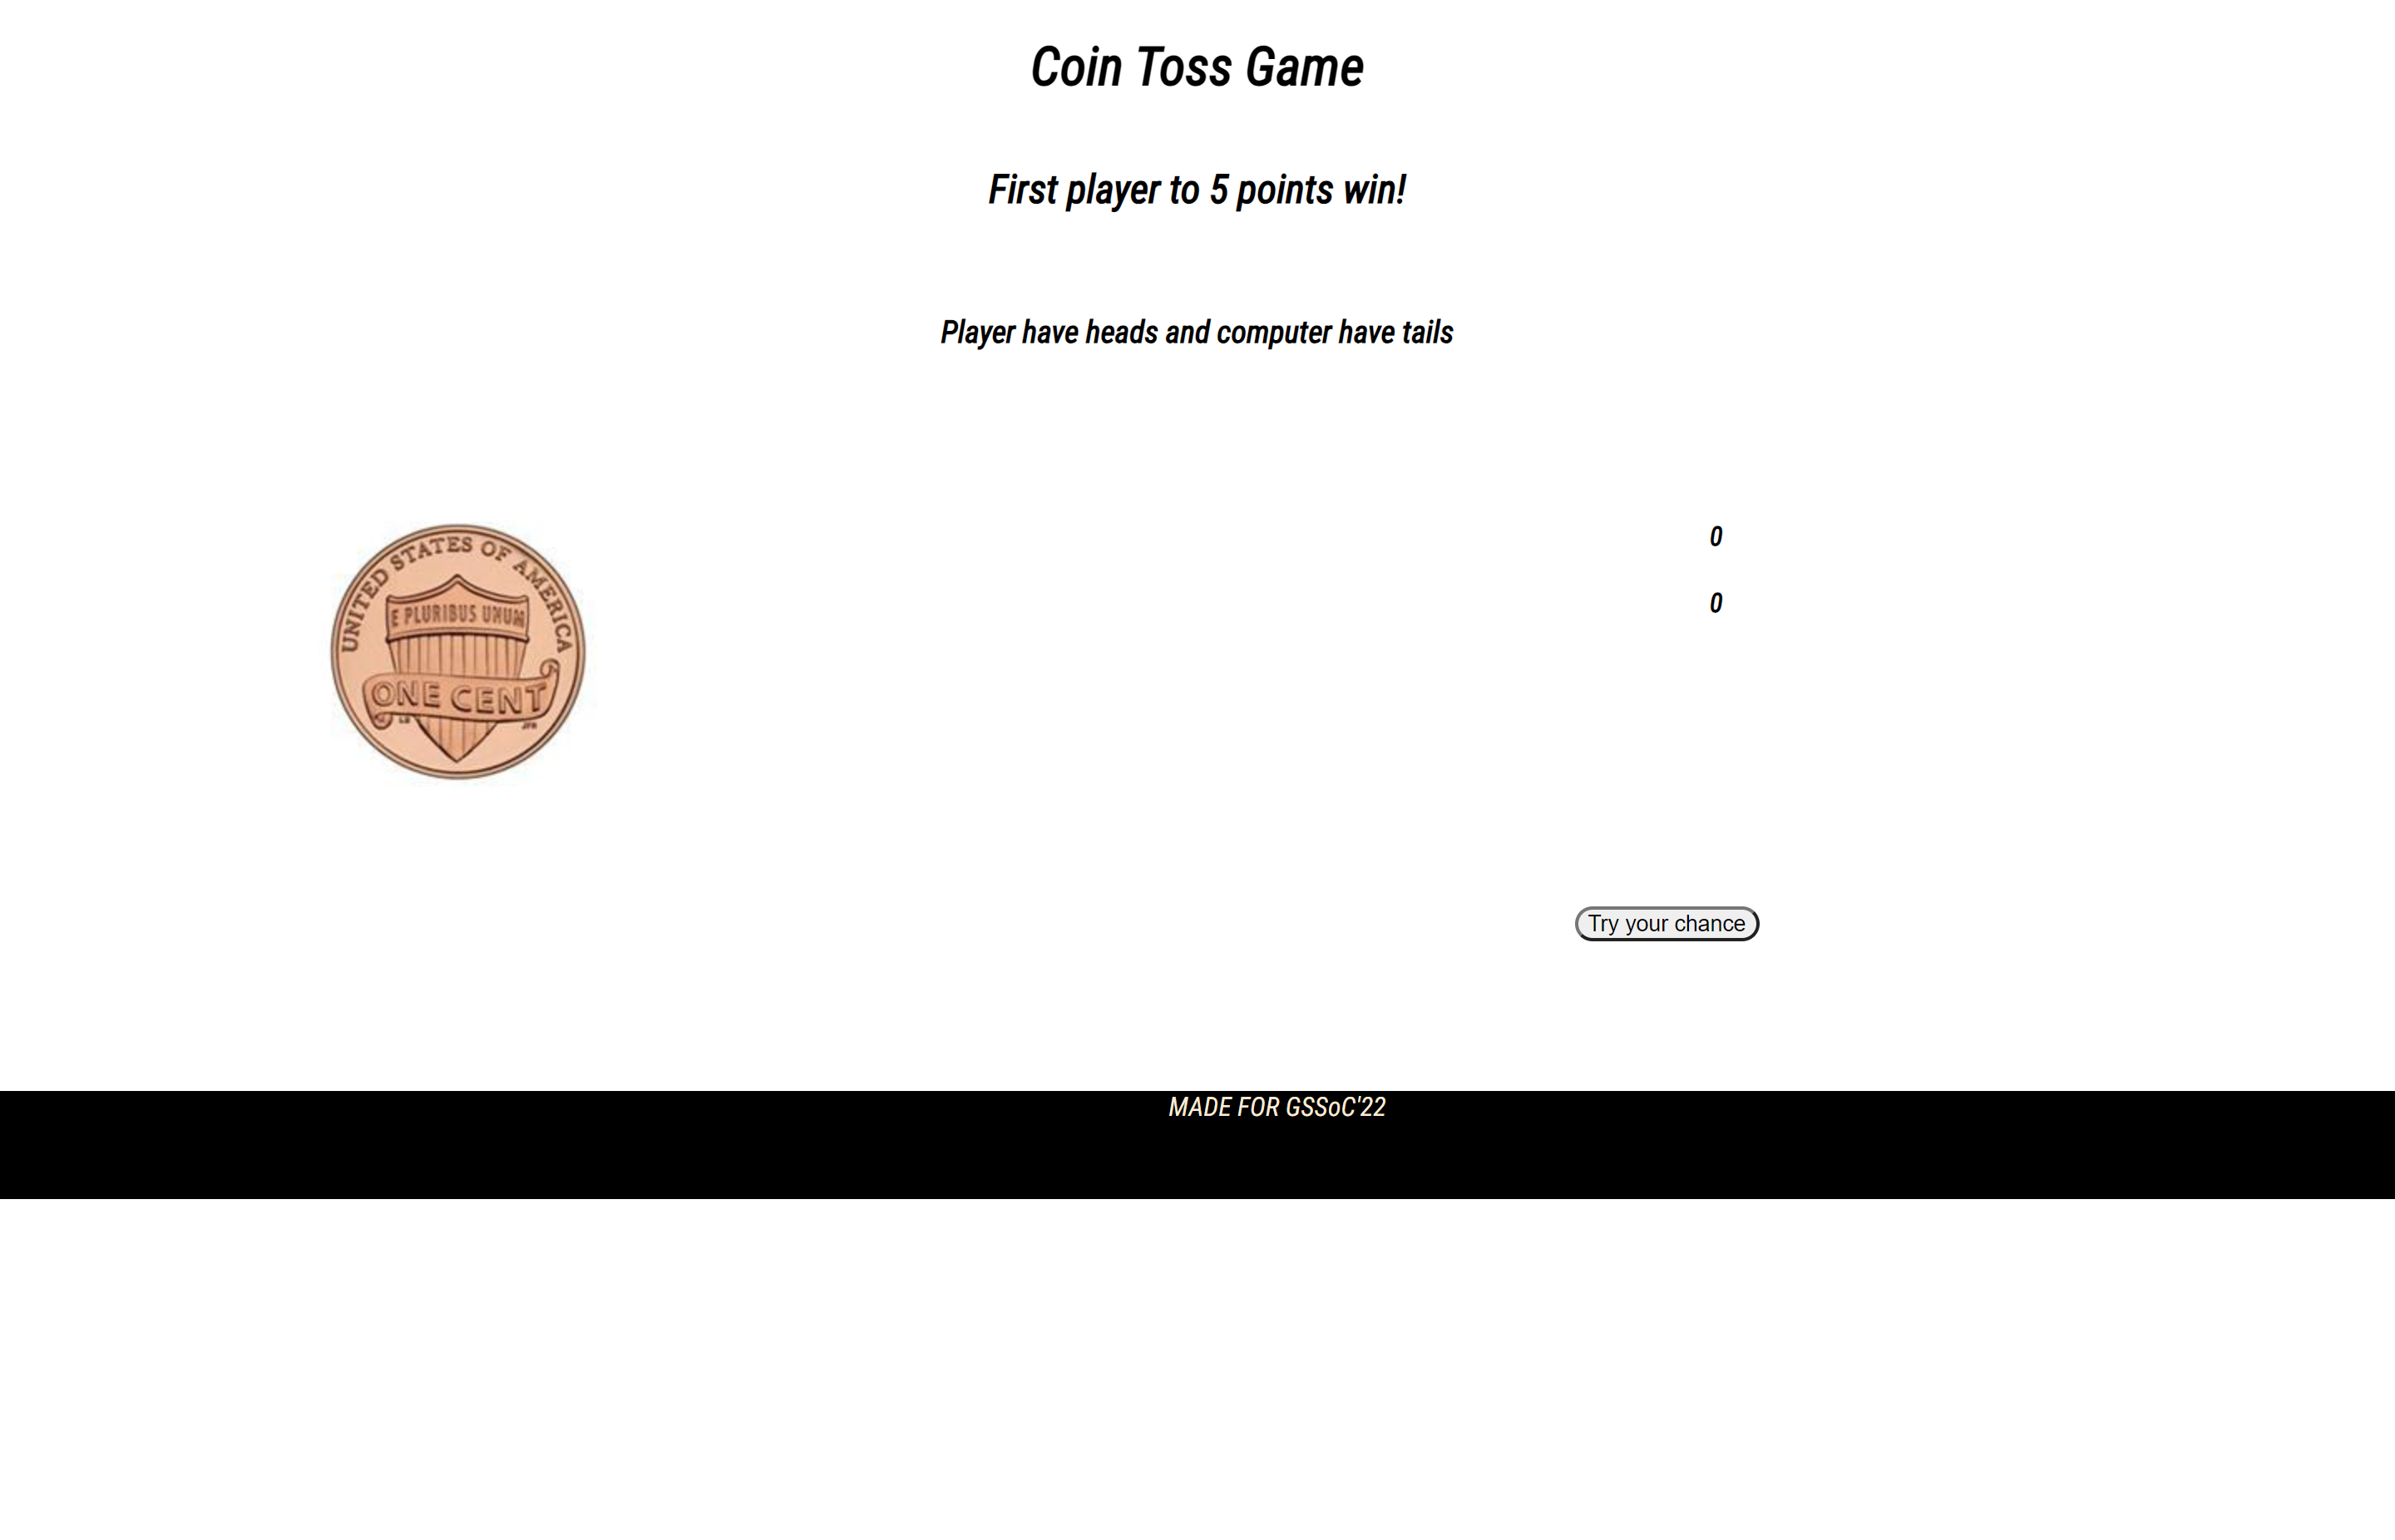 Coin Toss Game
First player to 5 points win!
Player have heads and computer have tails
UNITED STATES OF AMERICA
E PLURIBUS UNUM
ONE CENT
0
0
Try your chance
MADE FOR GSSoC'22